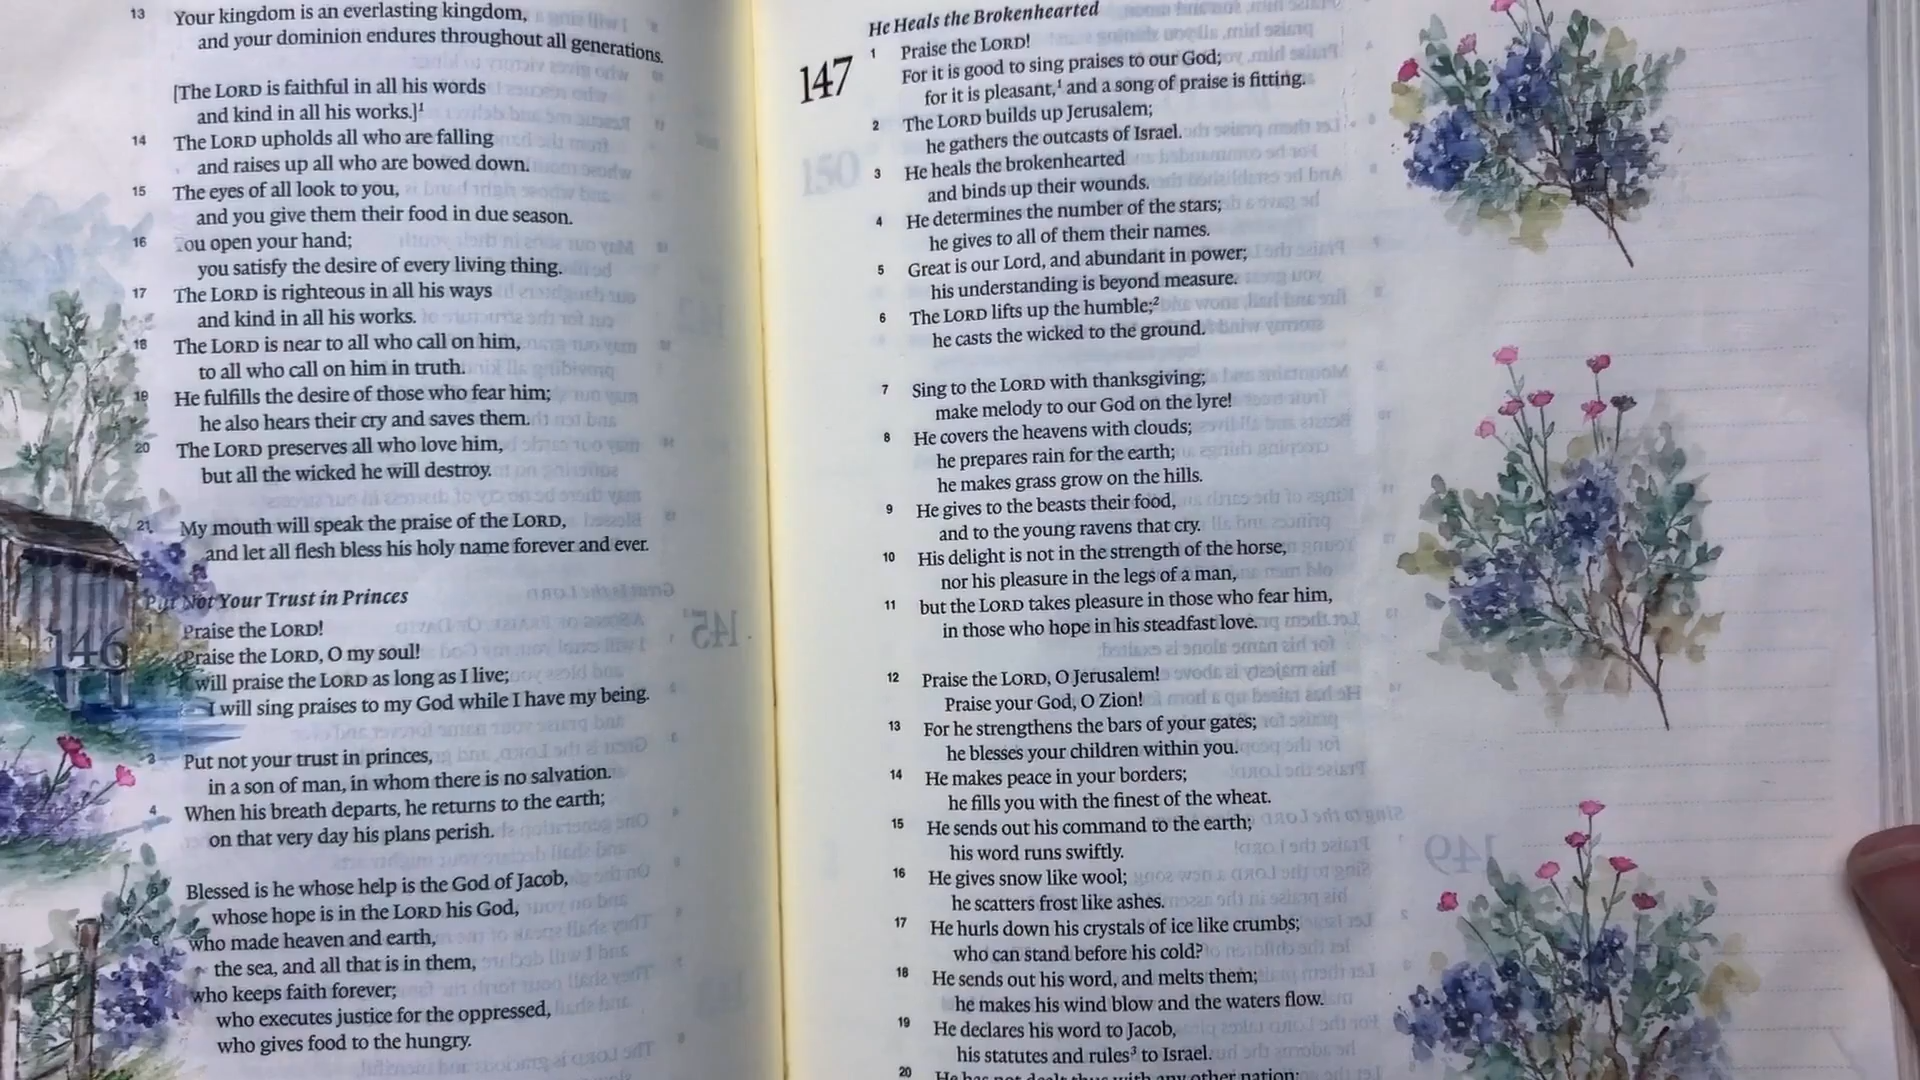 13 Your kingdom is an everlasting kingdom,
and your dominion endures throughout all generations.
[The LORD is faithful in all his words
and kind in all his works.]1
14 The LORD upholds all who are falling
and raises up all who are bowed down.
15 The eyes of all look to you,
and you give them their food in due season.
16 You open your hand;
you satisfy the desire of every living thing.
17 The LORD is righteous in all his ways
and kind in all his works.
18 The LORD is near to all who call on him,
to all who call on him in truth.
19 He fulfills the desire of those who fear him;
he also hears their cry and saves them.
20 The LORD preserves all who love him,
but all the wicked he will destroy.
21 My mouth will speak the praise of the LORD,
and let all flesh bless his holy name forever and ever.
Put Not Your Trust in Princes
146
1 Praise the LORD!
Praise the LORD, O my soul!
will praise the LORD as long as I live;
I will sing praises to my God while I have my being.
3 Put not your trust in princes,
in a son of man, in whom there is no salvation.
4 When his breath departs, he returns to the earth;
on that very day his plans perish.
5 Blessed is he whose help is the God of Jacob,
whose hope is in the LORD his God,
6 who made heaven and earth,
the sea, and all that is in them,
who keeps faith forever;
who executes justice for the oppressed,
who gives food to the hungry.
He Heals the Brokenhearted
147
1 Praise the LORD!
For it is good to sing praises to our God;
for it is pleasant,1 and a song of praise is fitting.
2 The LORD builds up Jerusalem;
he gathers the outcasts of Israel.
3 He heals the brokenhearted
and binds up their wounds.
4 He determines the number of the stars;
he gives to all of them their names.
5 Great is our Lord, and abundant in power;
his understanding is beyond measure.
6 The LORD lifts up the humble;2
he casts the wicked to the ground.
7 Sing to the LORD with thanksgiving;
make melody to our God on the lyre!
8 He covers the heavens with clouds;
he prepares rain for the earth;
he makes grass grow on the hills.
9 He gives to the beasts their food,
and to the young ravens that cry.
10 His delight is not in the strength of the horse,
nor his pleasure in the legs of a man,
11 but the LORD takes pleasure in those who fear him,
in those who hope in his steadfast love.
12 Praise the LORD, O Jerusalem!
Praise your God, O Zion!
13 For he strengthens the bars of your gates;
he blesses your children within you.
14 He makes peace in your borders;
he fills you with the finest of the wheat.
15 He sends out his command to the earth;
his word runs swiftly.
16 He gives snow like wool;
he scatters frost like ashes.
17 He hurls down his crystals of ice like crumbs;
who can stand before his cold?
18 He sends out his word, and melts them;
he makes his wind blow and the waters flow.
19 He declares his word to Jacob,
his statutes and rules3 to Israel.
20 He has not dealt thus with any other nation;